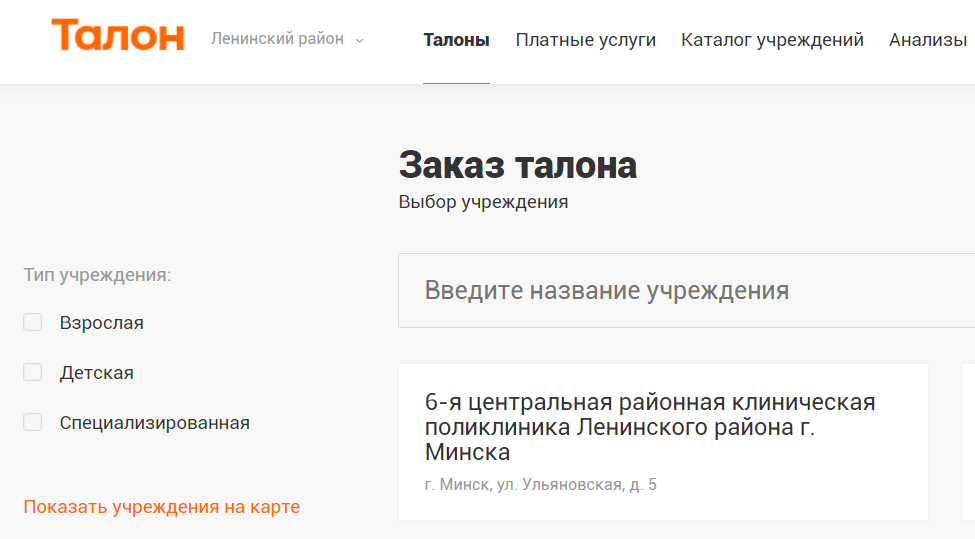 Талон Ленинский район Талоны Платные услуги Каталог учреждений Анализы
Заказ талона
Выбор учреждения
Тип учреждения:
Введите название учреждения
Взрослая
Детская
Специализированная
6-я центральная районная клиническая
поликлиника Ленинского района г.
Минска
г. Минск, ул. Ульяновская, д. 5
Показать учреждения на карте